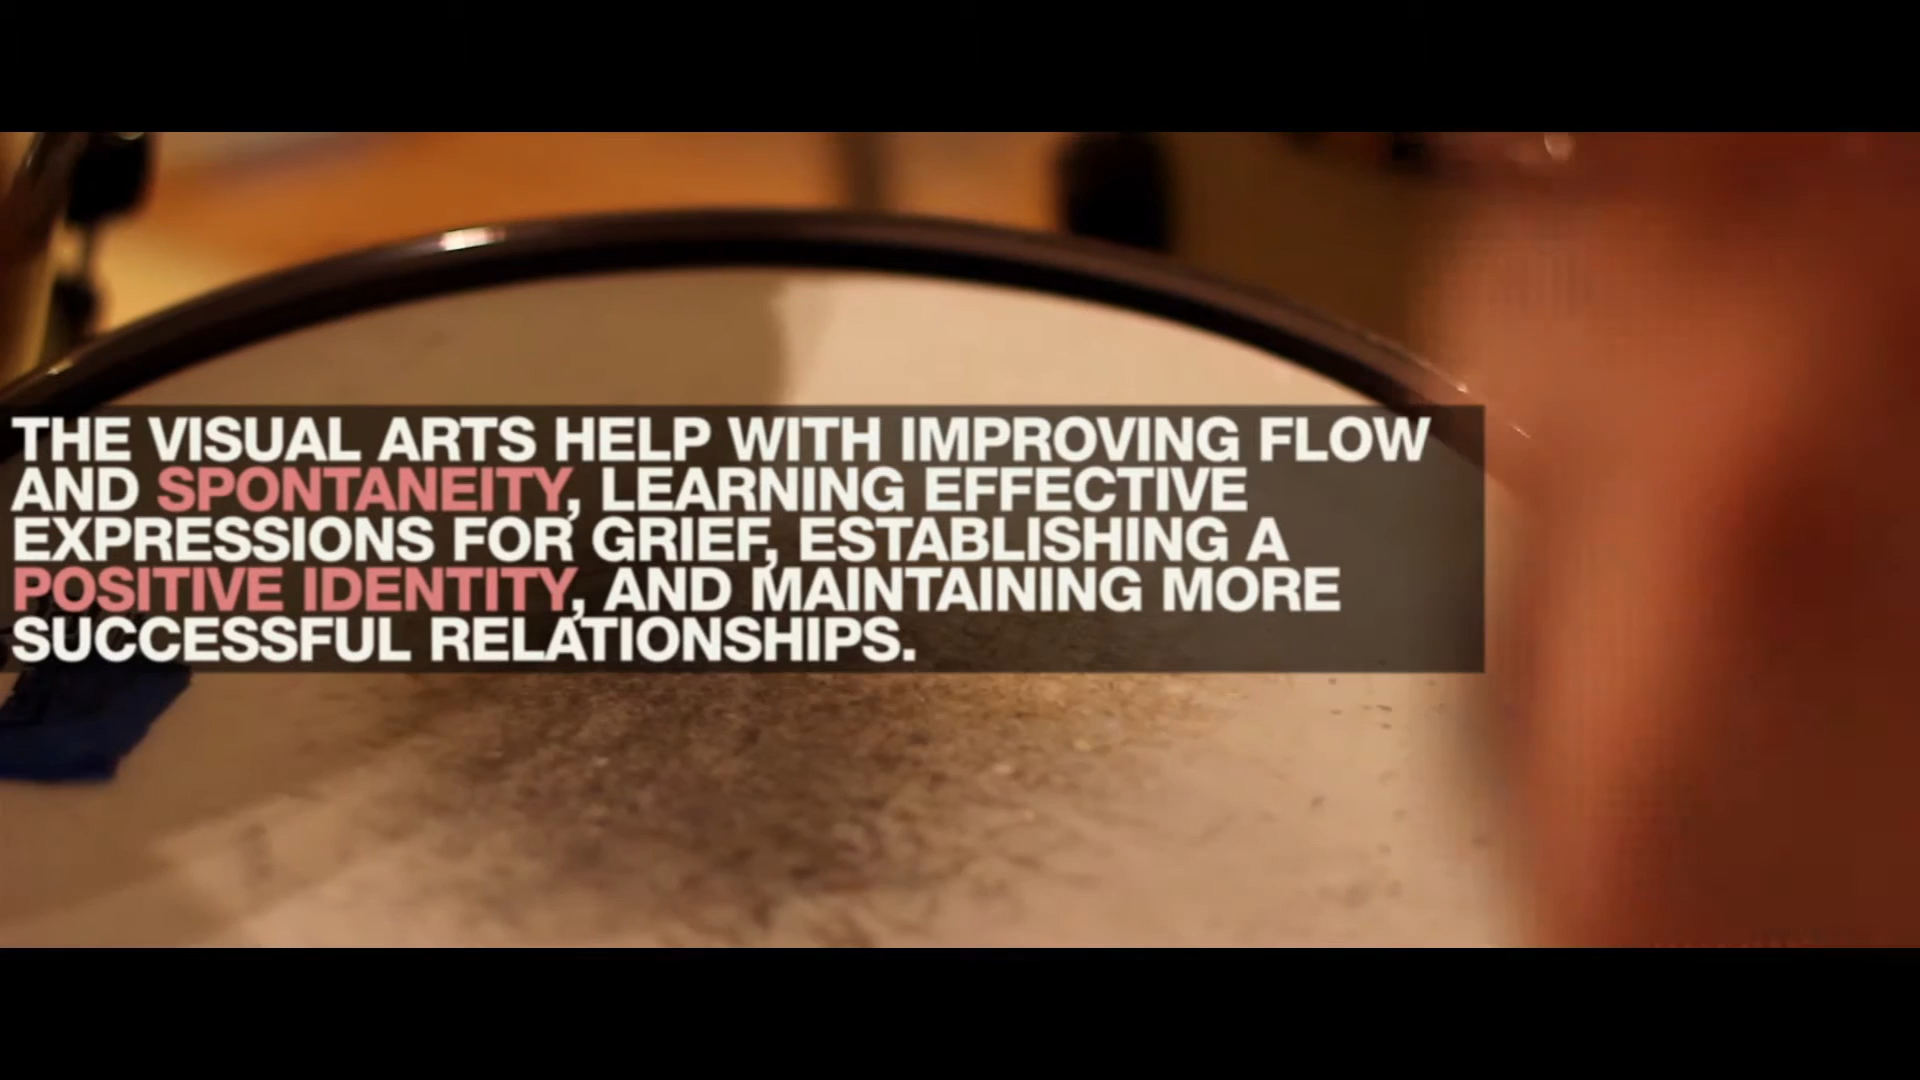 THE VISUAL ARTS HELP WITH IMPROVING FLOW
AND SPONTANEITY, LEARNING EFFECTIVE
EXPRESSIONS FOR GRIEF, ESTABLISHING A
POSITIVE IDENTITY, AND MAINTAINING MORE
SUCCESSFUL RELATIONSHIPS.